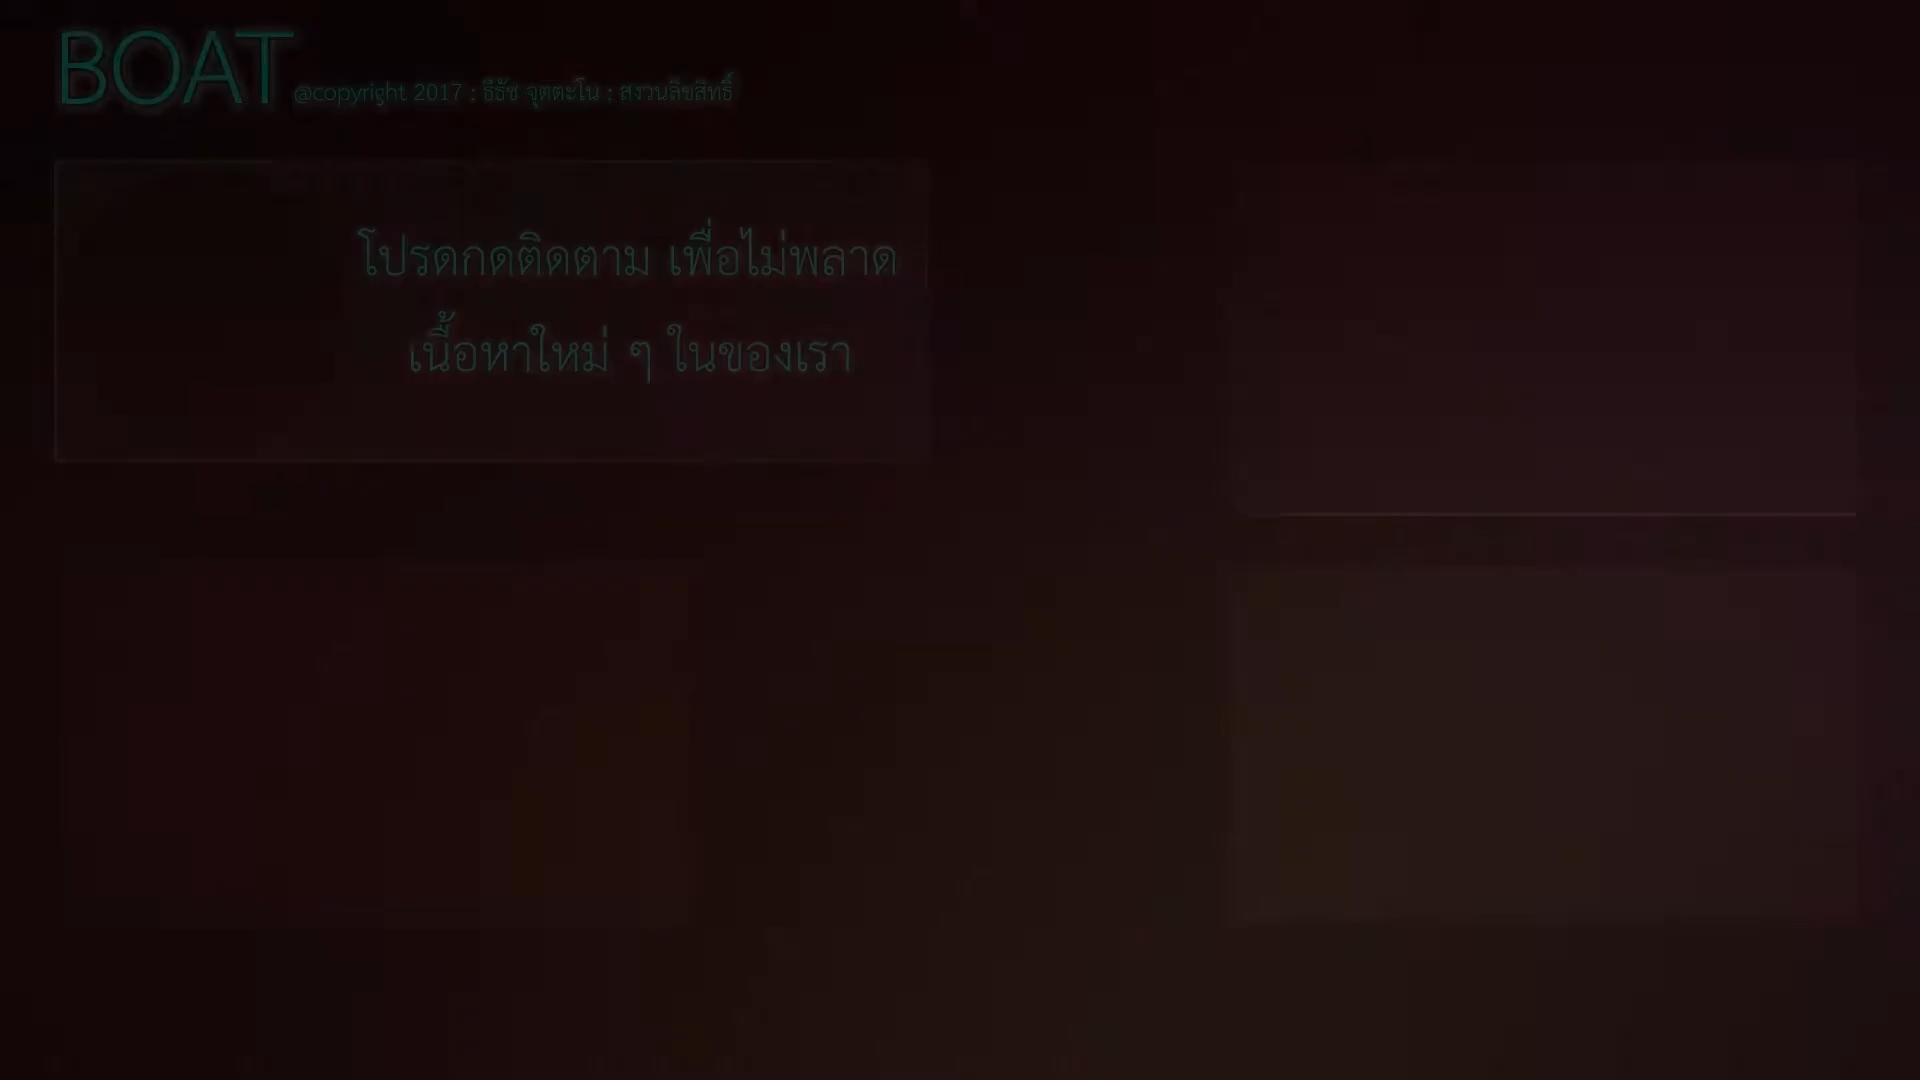 BOAT
@copyright 2017 : ธีธัช จุตตะโน : สงวนลิขสิทธิ์
โปรดกดติดตาม เพื่อไม่พลาด
เนื้อหาใหม่ ๆ ในของเรา